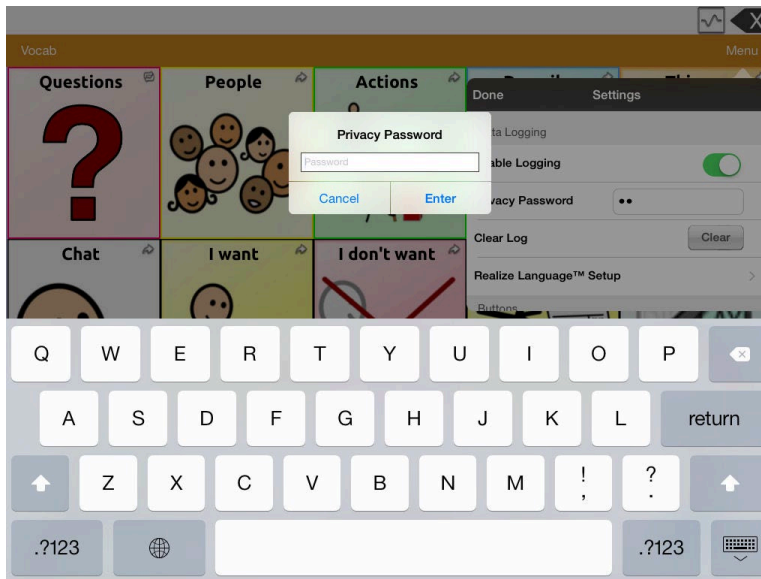 Vocab
Menu
Questions
People
Actions
Done
Settings
Privacy Password
ta Logging
Password
able Logging
Cancel
Enter
vacy Password
••
Clear Log
Clear
Chat
I want
I don't want
Realize Language™ Setup
Buttons
Q W E R T Y U I O P
A S D F G H J K L return
Z X C V B N M ! , ? .
.?123
.?123